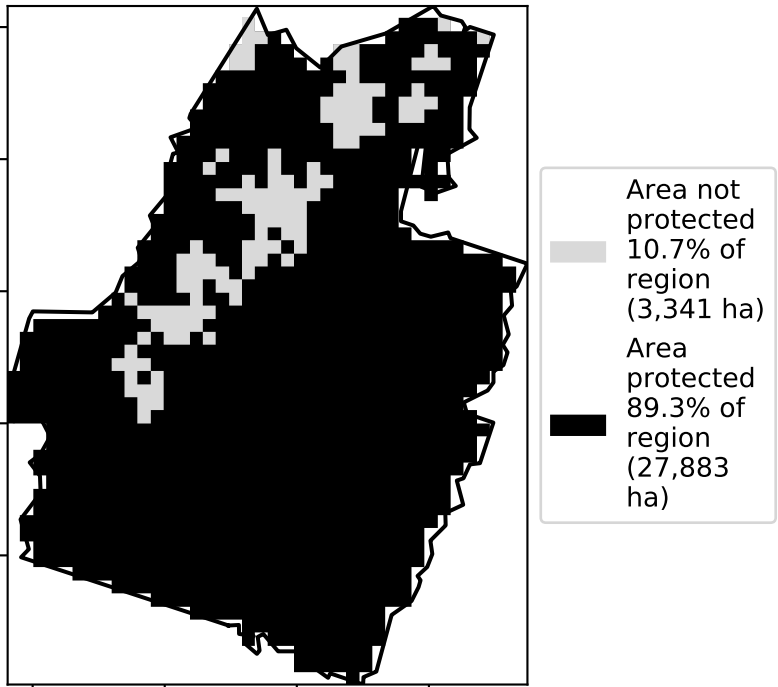 Area not
protected
10.7% of
region
(3,341 ha)
Area
protected
89.3% of
region
(27,883
ha)